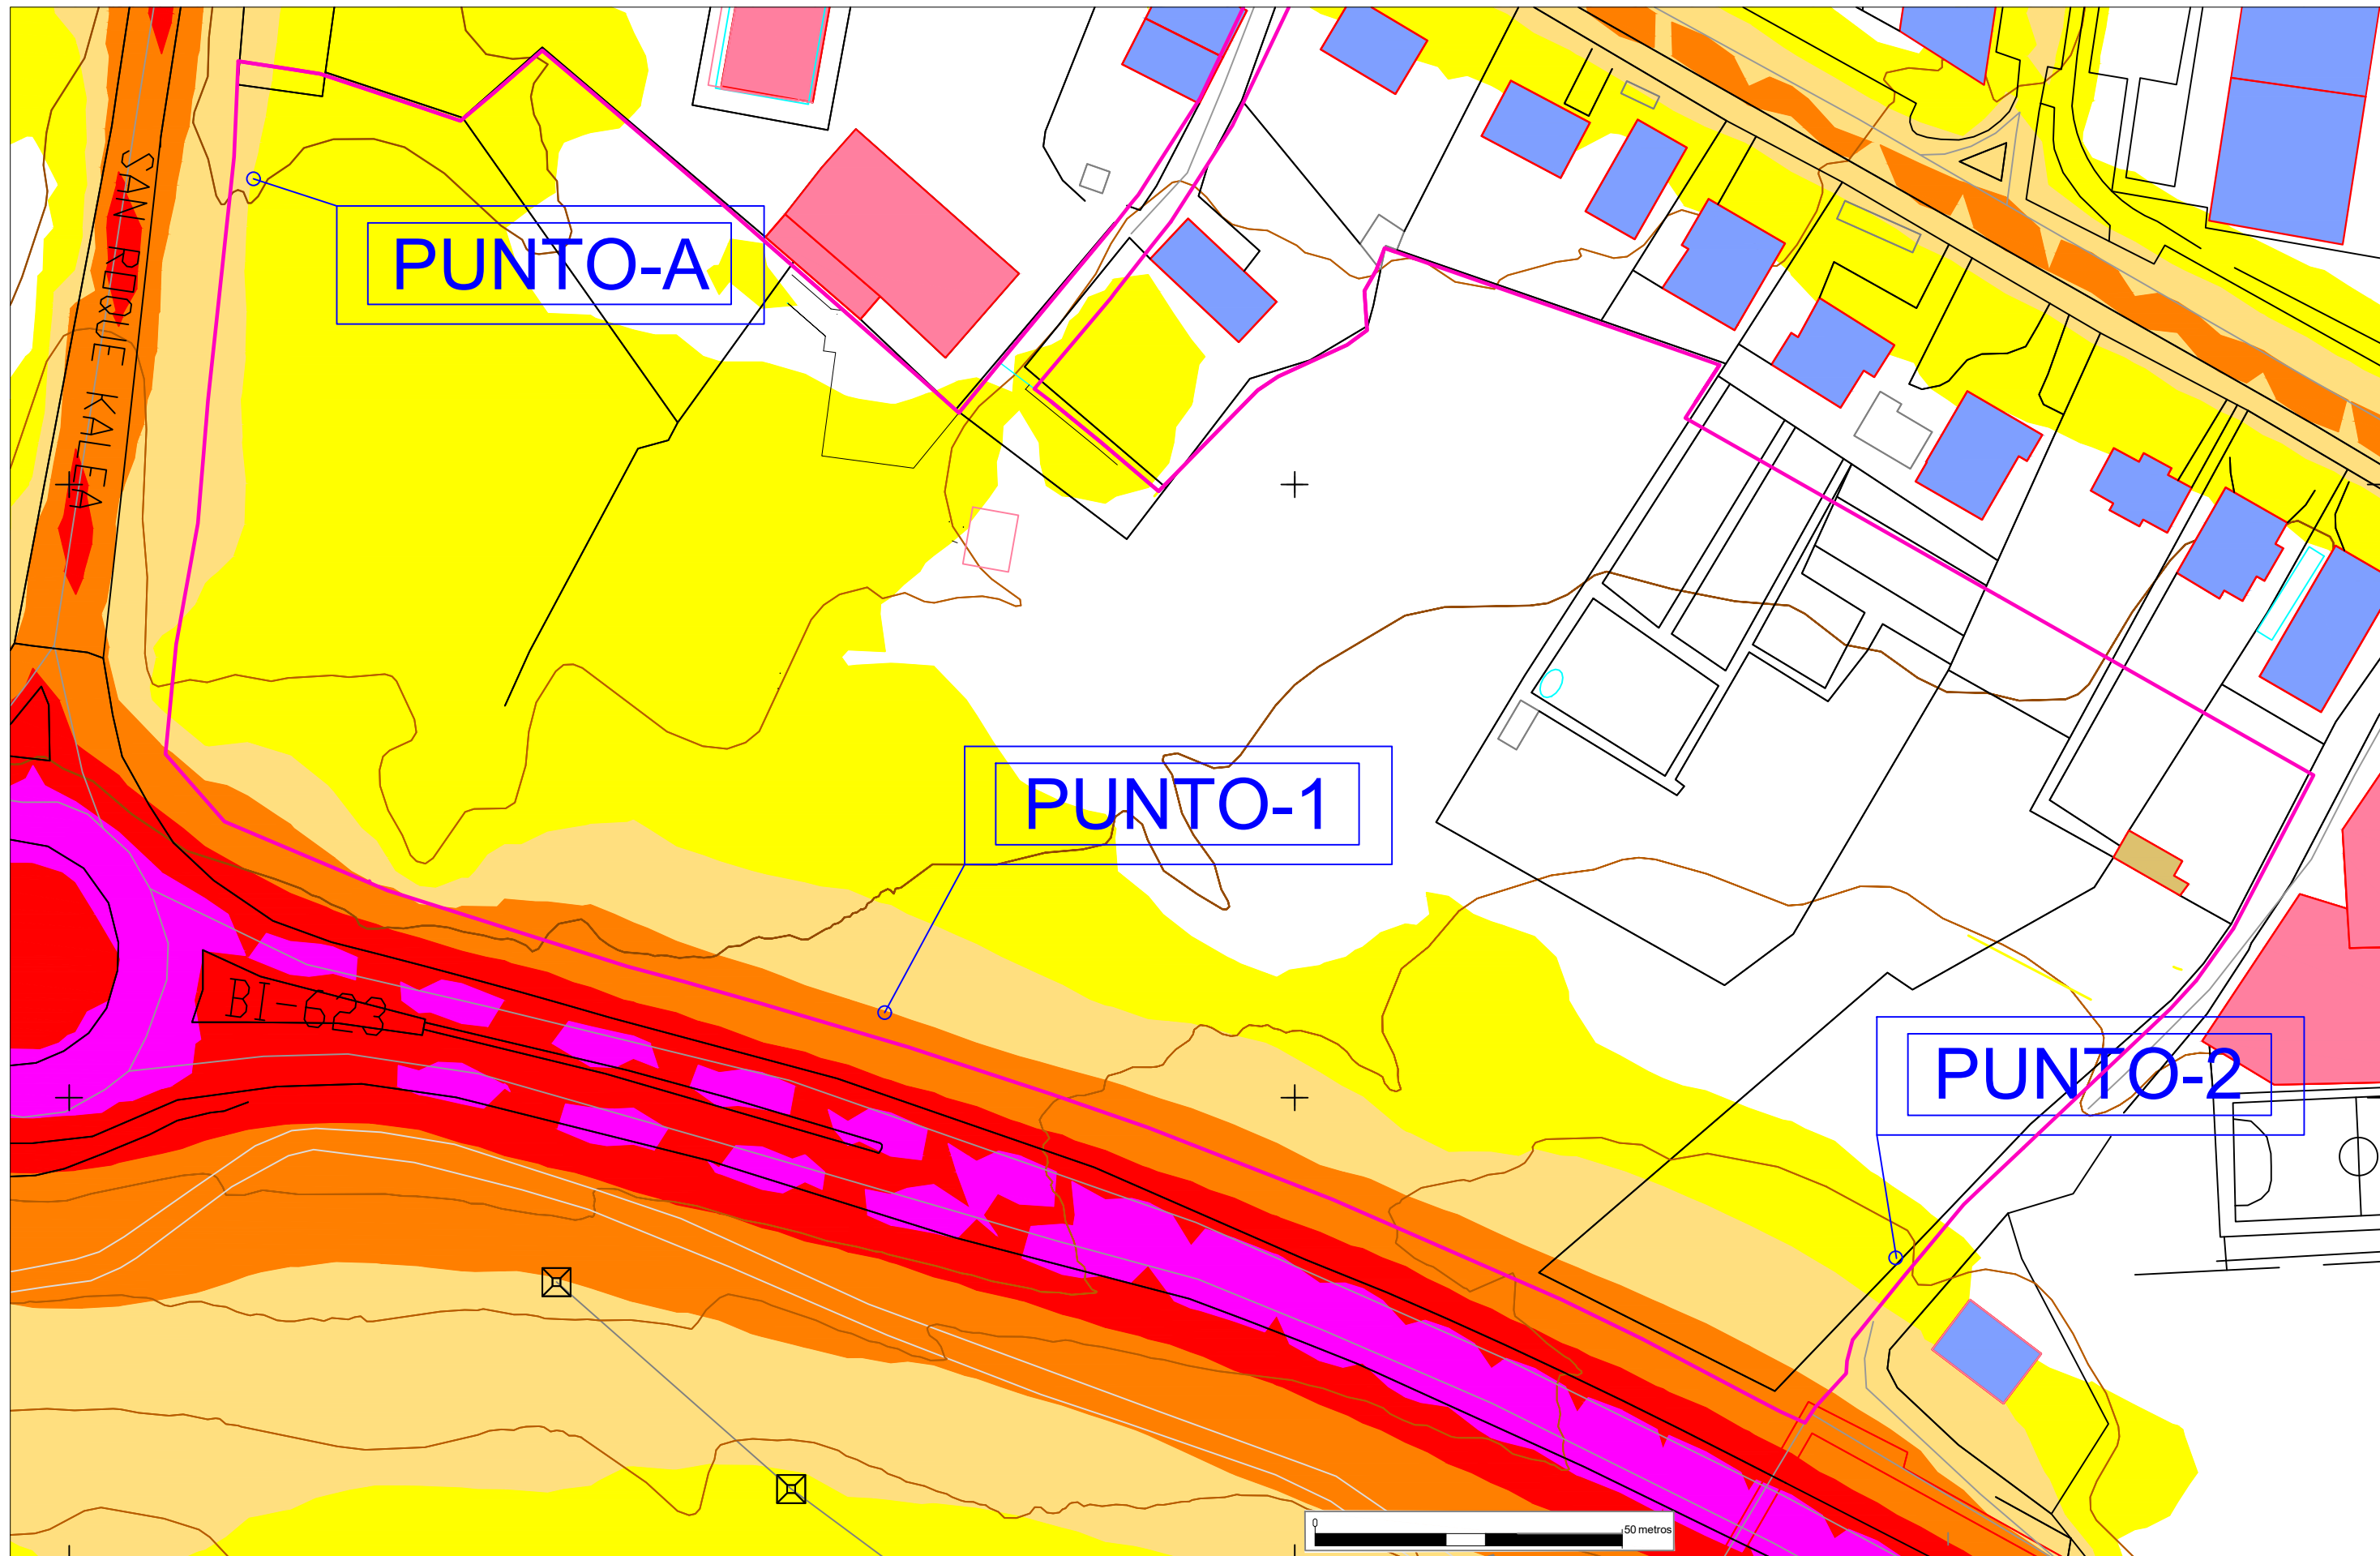 SAN ROQUE KALEA
PUNTO-A
PUNTO-1
BI-623
PUNTO-2
0
50 metros